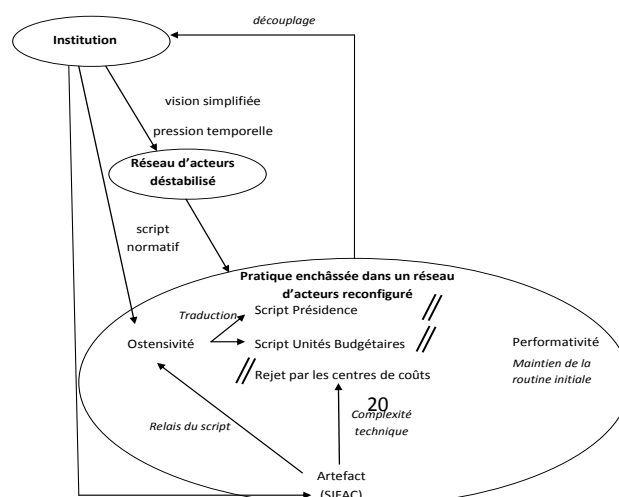 découplage
Institution
vision simplifiée
pression temporelle
Réseau d'acteurs
déstabilisé
script
normatif
Pratique enchâssée dans un réseau
d'acteurs reconfiguré
Traduction
Script Présidence
Ostensivité
Script Unités Budgétaires
Performativité
Rejet par les centres de coûts
Maintien de la
routine initiale
20
Relais du script
Complexité
technique
Artefact
(SIFAC)